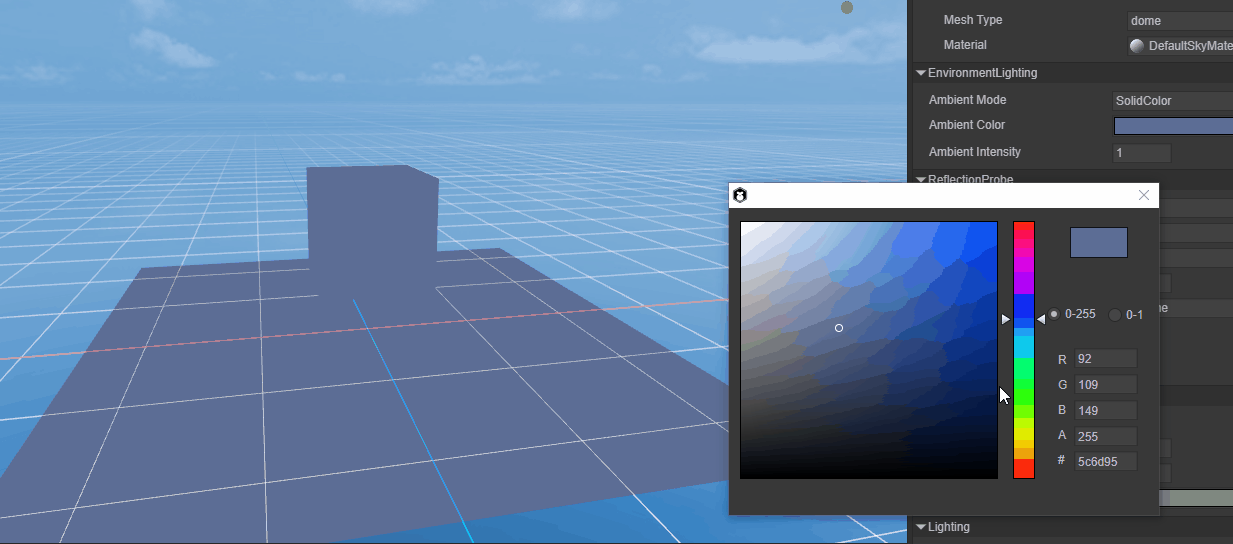 Mesh Type
dome
Material
DefaultSkyMate
EnvironmentLighting
Ambient Mode
SolidColor
Ambient Color
Ambient Intensity
1
ReflectionProbe
0-255
0-1
R
92
G
109
B
149
A
255
#
5c6d95
Lighting